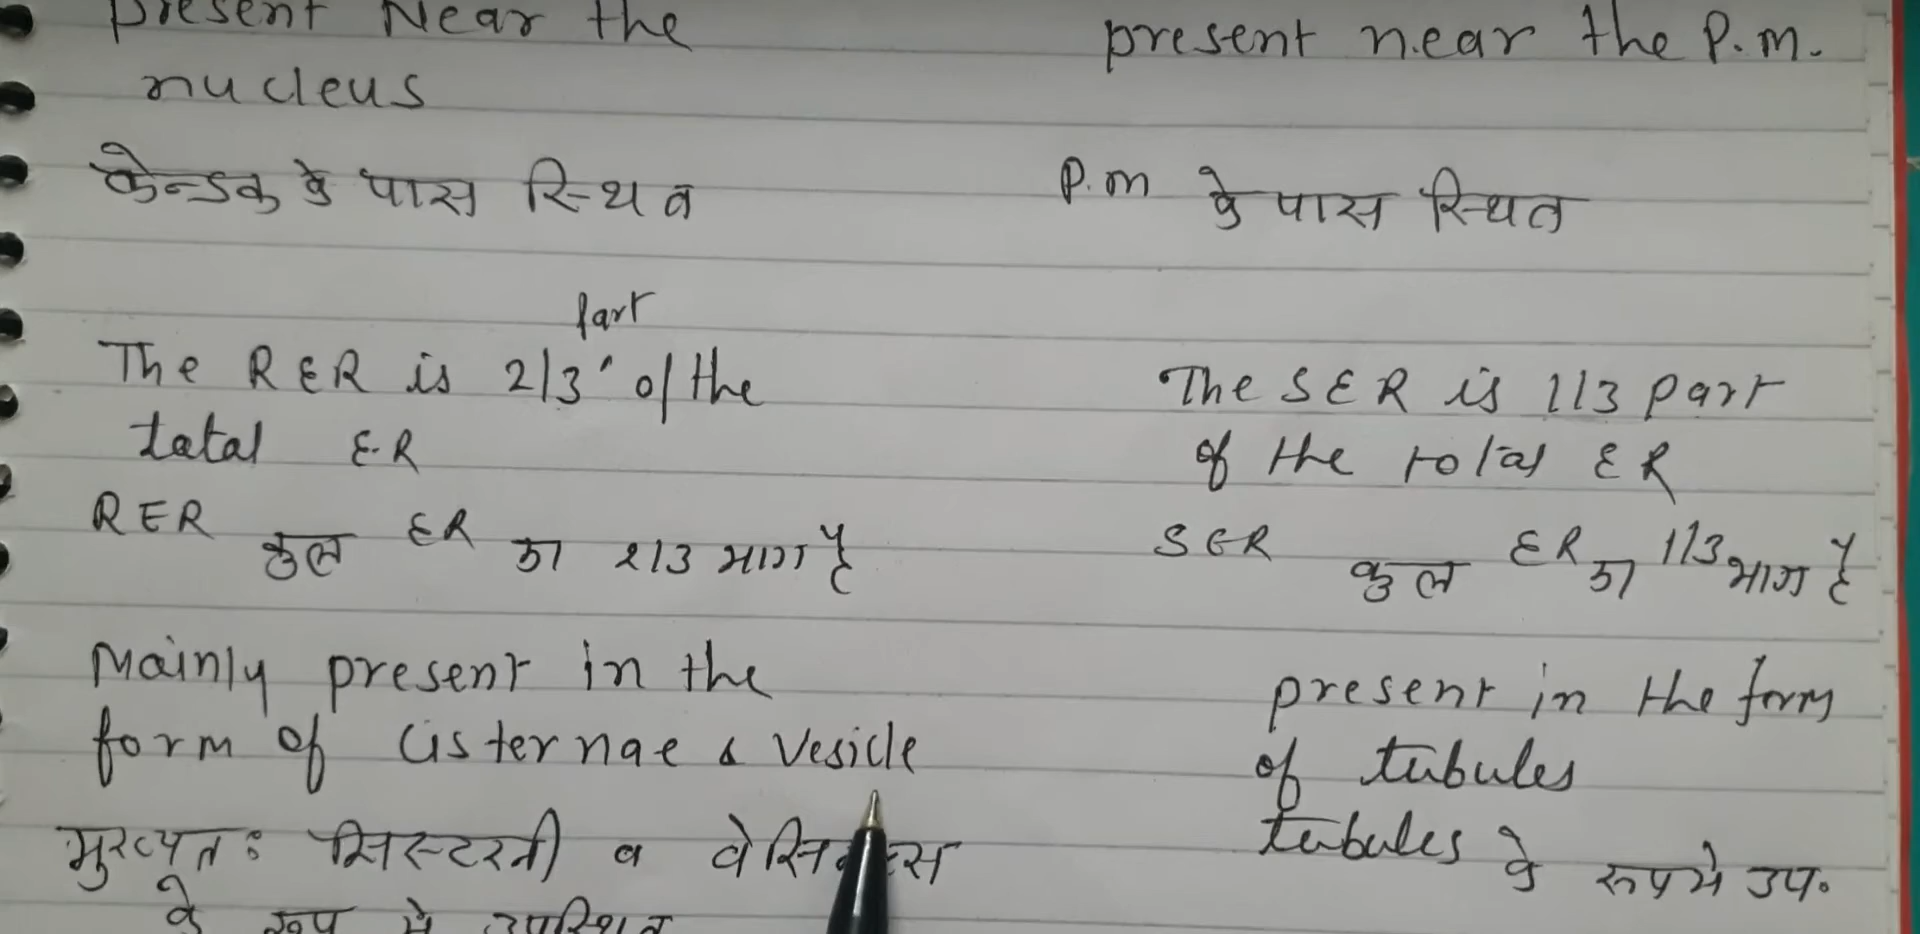 present Near the
nucleus
केन्द्रक के पास स्थित
part
The RER is 2/3 of the
tatal E.R
RER कुल ER का 2/3 भाग है
Mainly present in the
form of Cisternae & Vesicle
मुख्यत: सिस्टरनी व
के रूप मे उपस्थित
present near the P.m.
P.m के पास स्थित
The SER is 1/3 part
of the total ER
SER कुल ER का 1/3 भाग है
present in the form
of tubules
tubules के रुप मे उप॰